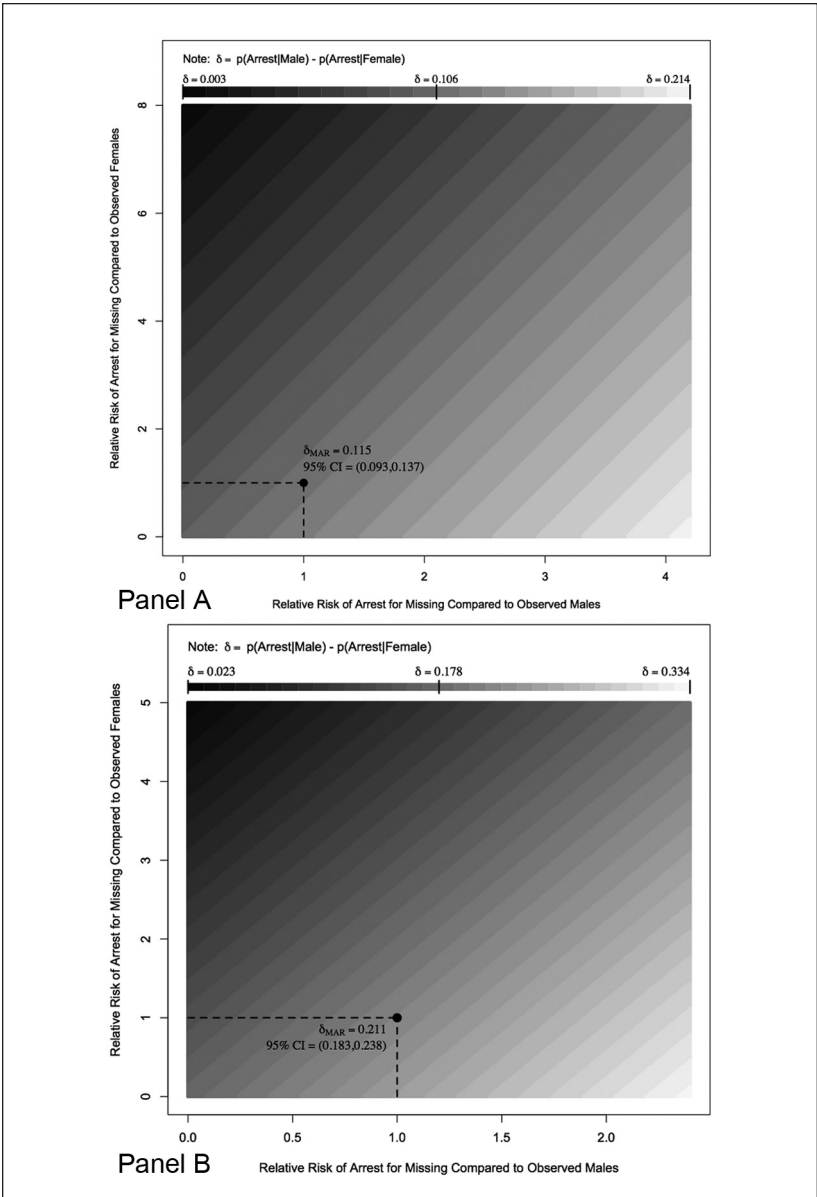 Note: δ = p(Arrest|Male) - p(Arrest|Female)
δ = 0.003 δ = 0.106 δ = 0.214
Relative Risk of Arrest for Missing Compared to Observed Females
8
6
4
2
0
δMAR = 0.115
95% CI = (0.093,0.137)
0 1 2 3 4
Panel A
Relative Risk of Arrest for Missing Compared to Observed Males
Note: δ = p(Arrest|Male) - p(Arrest|Female)
δ = 0.023 δ = 0.178 δ = 0.334
Relative Risk of Arrest for Missing Compared to Observed Females
5
4
3
2
1
0
δMAR = 0.211
95% CI = (0.183,0.238)
0.0 0.5 1.0 1.5 2.0
Panel B
Relative Risk of Arrest for Missing Compared to Observed Males